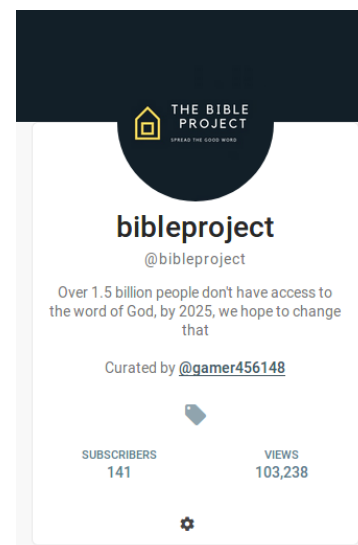 THE BIBLE
PROJECT
SPREAD THE GOOD WORD
bibleproject
@bibleproject
Over 1.5 billion people don't have access to
the word of God, by 2025, we hope to change
that
Curated by @gamer456148
SUBSCRIBERS
141
VIEWS
103,238